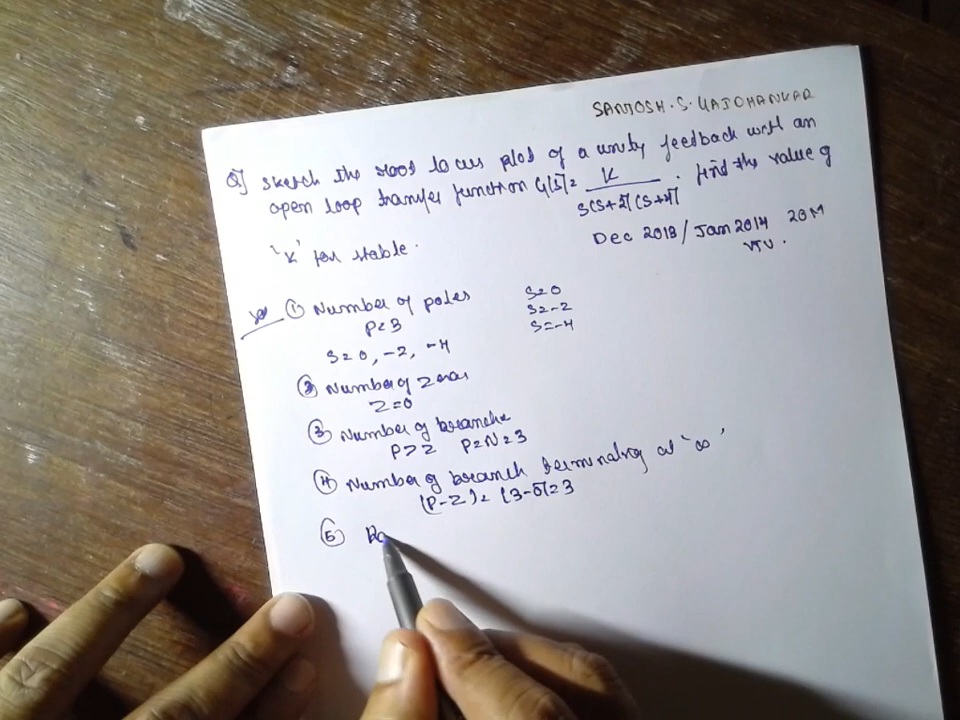 SANTOSH.S.
Q] sketch the root locus plot of a unity feedback with an
open loop transfer function G(S)= K / S(S+2)(S+4) . find the value of
'K' for stable.
Dec 2013/Jan 2014 20M
VTU.
① Number of poles
P=3
S=0
S=-2
S=-4
S=0, -2, -4
② Number of zeros
Z=0
③ Number of branche
P>Z P=N=3
④ Number of branch terminating at '∞'
(P-Z)= (3-0)=3
⑤